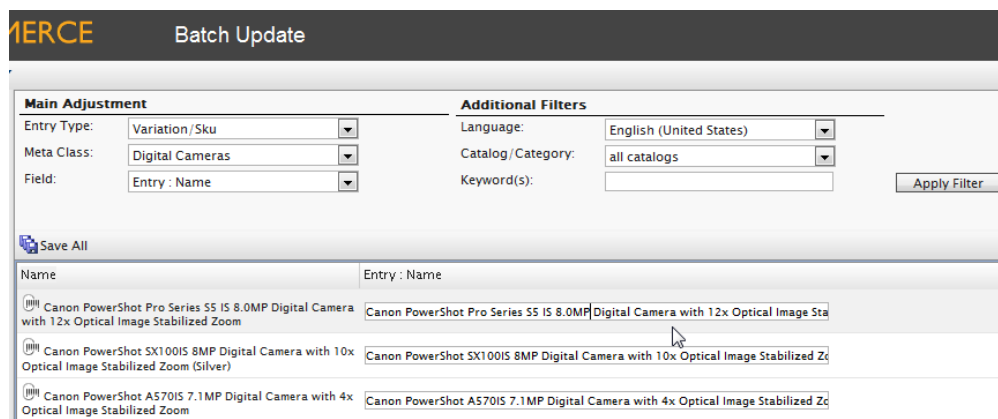 MERCE Batch Update
Main Adjustment Additional Filters
Entry Type: Variation/Sku Language: English (United States)
Meta Class: Digital Cameras Catalog/Category: all catalogs
Field: Entry : Name Keyword(s): Apply Filter
Save All
Name Entry : Name
Canon PowerShot Pro Series S5 IS 8.0MP Digital Camera
with 12x Optical Image Stabilized Zoom
Canon PowerShot Pro Series S5 IS 8.0MP Digital Camera with 12x Optical Image Sta
Canon PowerShot SX100IS 8MP Digital Camera with 10x
Optical Image Stabilized Zoom (Silver)
Canon PowerShot SX100IS 8MP Digital Camera with 10x Optical Image Stabilized Zo
Canon PowerShot A570IS 7.1MP Digital Camera with 4x
Optical Image Stabilized Zoom
Canon PowerShot A570IS 7.1MP Digital Camera with 4x Optical Image Stabilized Zo